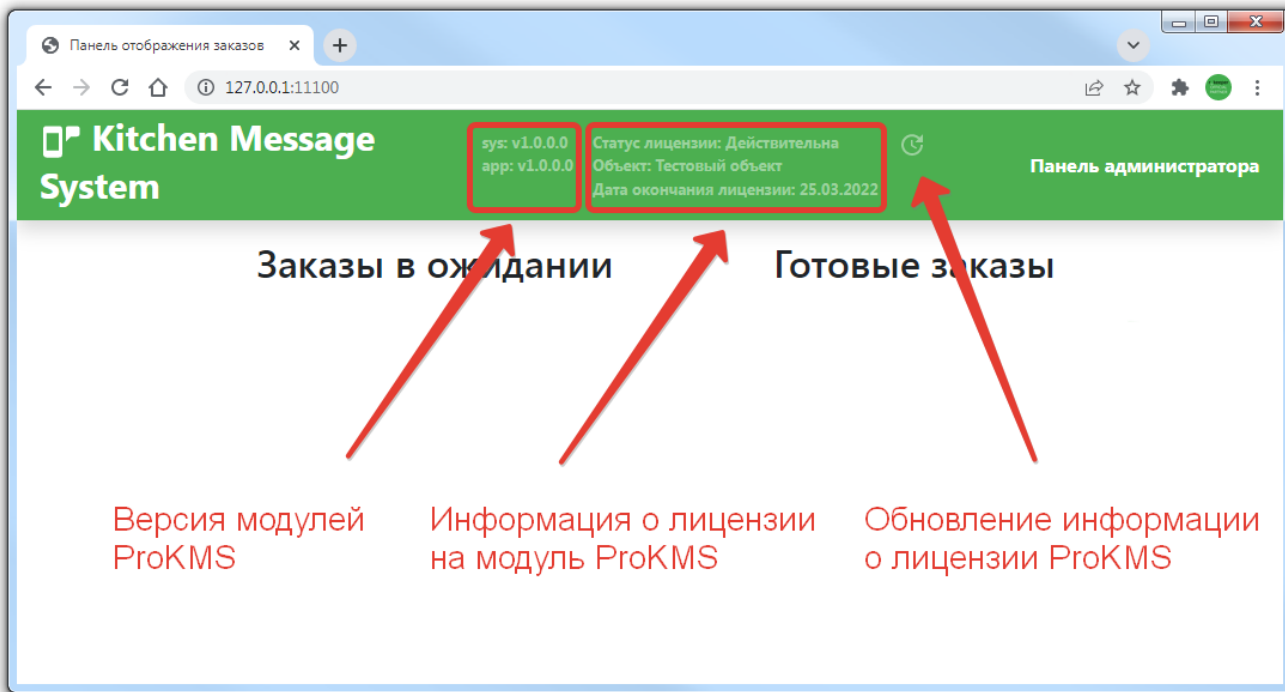 Панель отображения заказов
127.0.0.1:11100
Kitchen Message
System
sys: v1.0.0.0
app: v1.0.0.0
Статус лицензии: Действительна
Объект: Тестовый объект
Дата окончания лицензии: 25.03.2022
Панель администратора
Заказы в ожидании
Готовые заказы
Версия модулей
ProKMS
Информация о лицензии
на модуль ProKMS
Обновление информации
о лицензии ProKMS